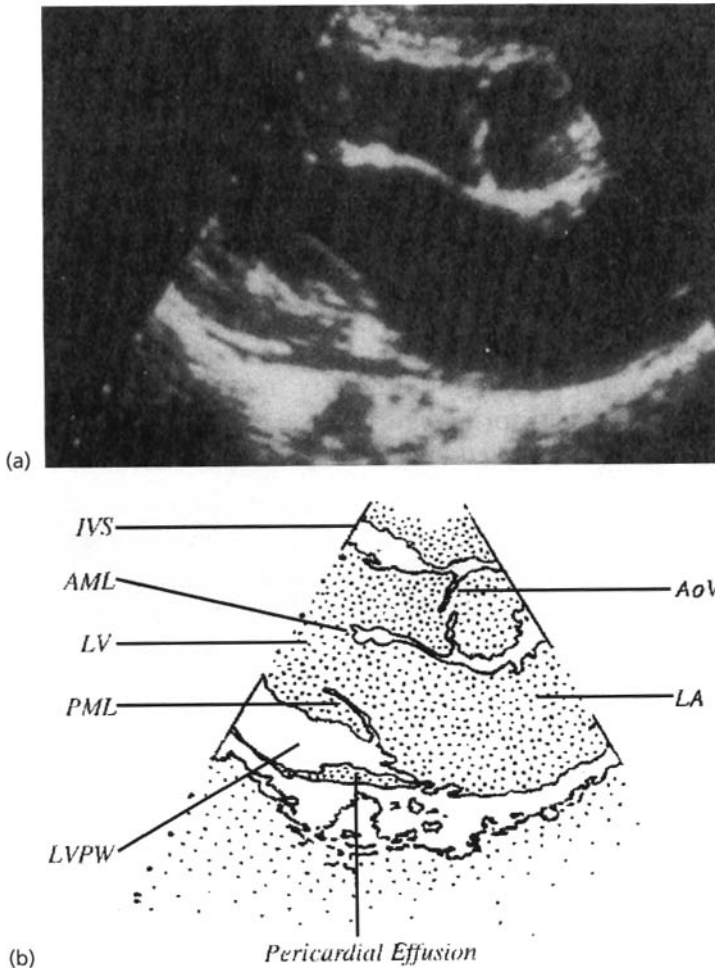 (a)
IVS
AML
AoV
LV
PML
LA
LVPW
(b)
Pericardial Effusion